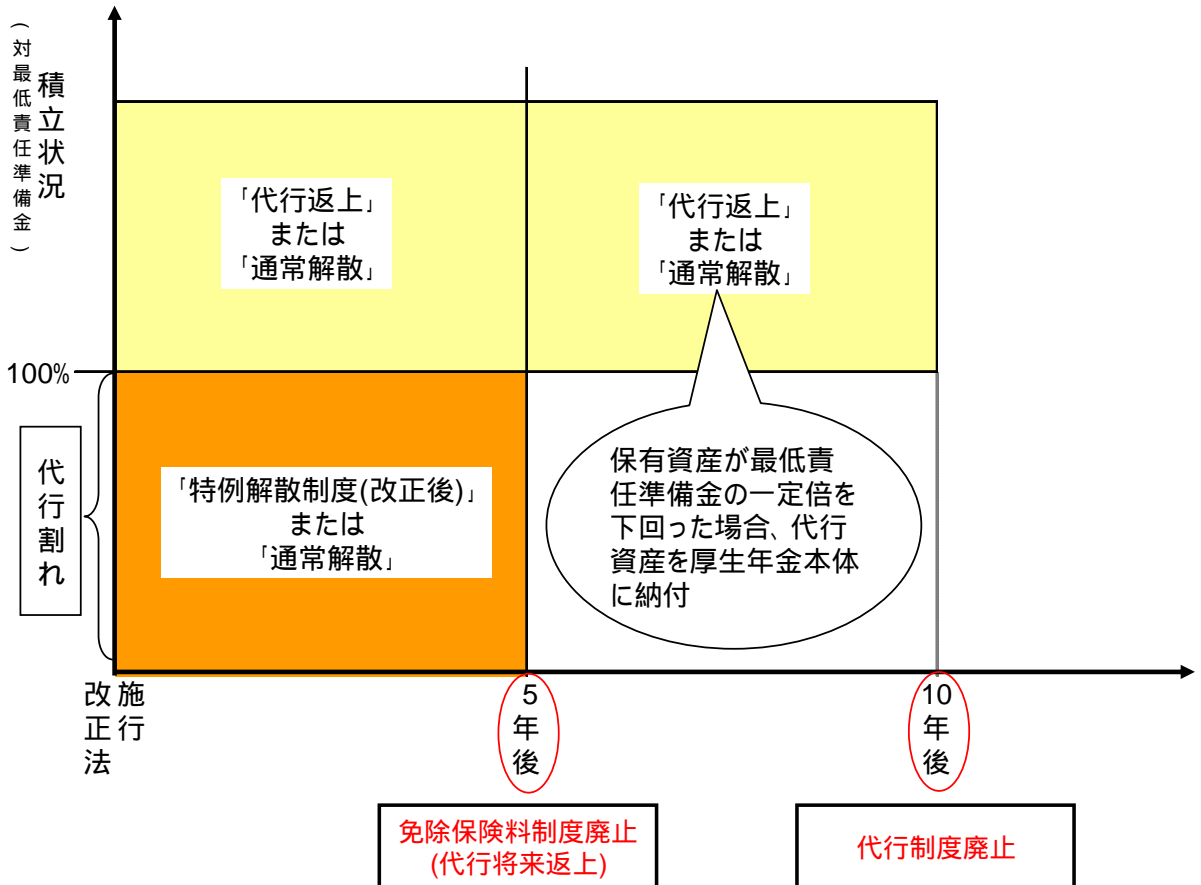 (対最低責任準備金)
積立状況
「代行返上」
または
「通常解散」
「代行返上」
または
「通常解散」
100%
代行割れ
「特例解散制度(改正後)」
または
「通常解散」
保有資産が最低責
任準備金の一定倍を
下回った場合、代行
資産を厚生年金本体
に納付
改正法
施行
5年後
10年後
免除保険料制度廃止
(代行将来返上)
代行制度廃止